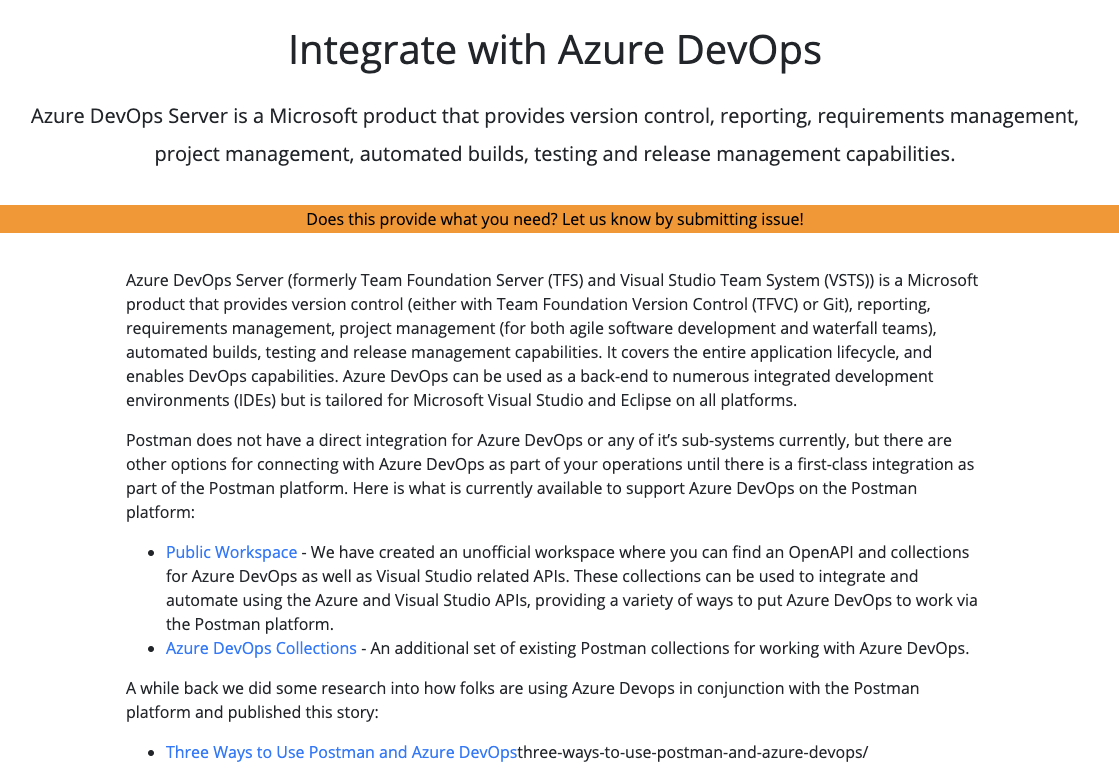 Integrate with Azure DevOps
Azure DevOps Server is a Microsoft product that provides version control, reporting, requirements management,
project management, automated builds, testing and release management capabilities.
Does this provide what you need? Let us know by submitting issue!
Azure DevOps Server (formerly Team Foundation Server (TFS) and Visual Studio Team System (VSTS)) is a Microsoft
product that provides version control (either with Team Foundation Version Control (TFVC) or Git), reporting,
requirements management, project management (for both agile software development and waterfall teams),
automated builds, testing and release management capabilities. It covers the entire application lifecycle, and
enables DevOps capabilities. Azure DevOps can be used as a back-end to numerous integrated development
environments (IDEs) but is tailored for Microsoft Visual Studio and Eclipse on all platforms.
Postman does not have a direct integration for Azure DevOps or any of it’s sub-systems currently, but there are
other options for connecting with Azure DevOps as part of your operations until there is a first-class integration as
part of the Postman platform. Here is what is currently available to support Azure DevOps on the Postman
platform:
• Public Workspace - We have created an unofficial workspace where you can find an OpenAPI and collections
for Azure DevOps as well as Visual Studio related APIs. These collections can be used to integrate and
automate using the Azure and Visual Studio APIs, providing a variety of ways to put Azure DevOps to work via
the Postman platform.
• Azure DevOps Collections - An additional set of existing Postman collections for working with Azure DevOps.
A while back we did some research into how folks are using Azure Devops in conjunction with the Postman
platform and published this story:
• Three Ways to Use Postman and Azure DevOpsthree-ways-to-use-postman-and-azure-devops/